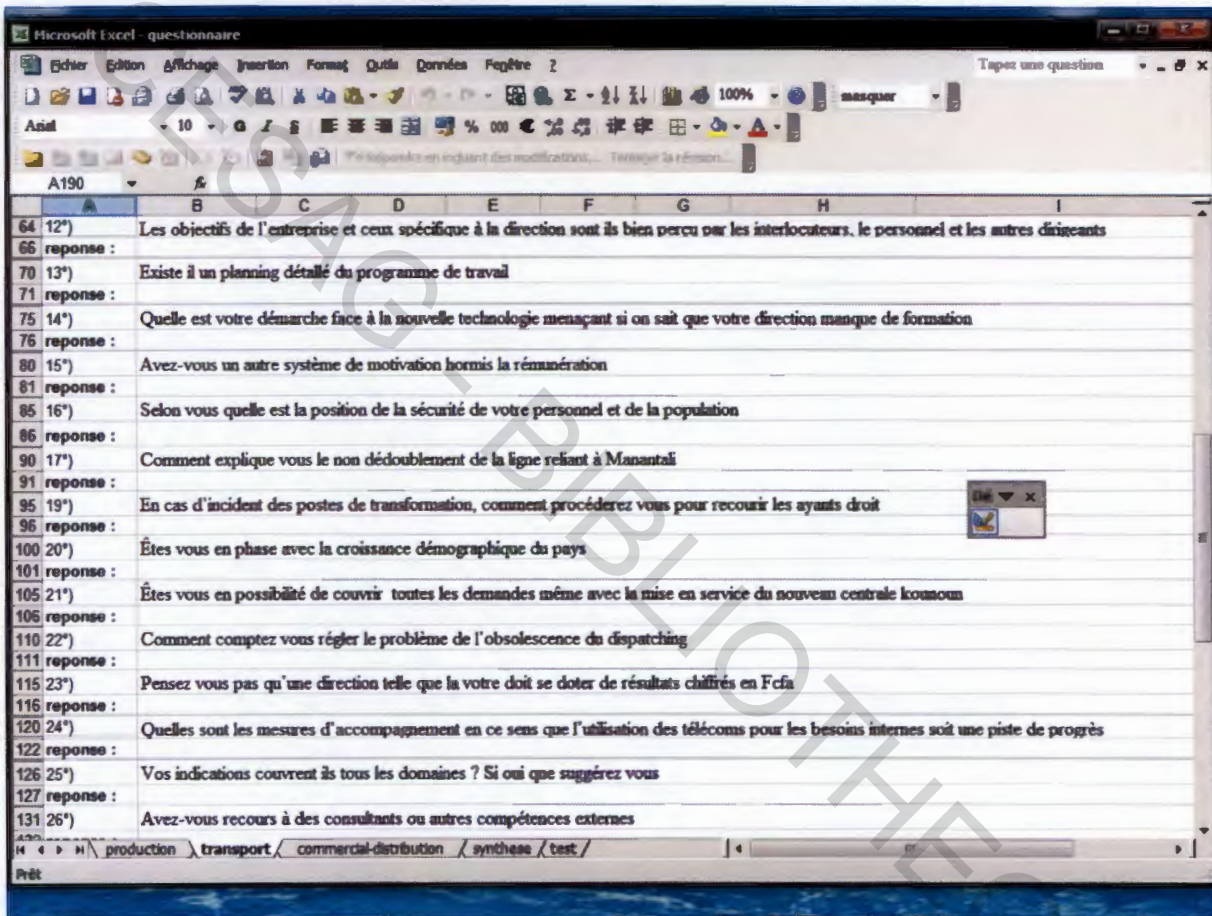 Microsoft Excel - questionnaire
Fichier Edition Affichage Insertion Format Outils Données Fenêtre ? Tapez une question
100% masquer
Arial 10 G I S % 000 €
Terminer la révision...
A190 fx
A B C D E F G H I
64 12°) Les objectifs de l'entreprise et ceux spécifique à la direction sont ils bien perçu par les interlocuteurs, le personnel et les autres dirigeants
66 reponse :
70 13°) Existe il un planning détaillé du programme de travail
71 reponse :
75 14°) Quelle est votre démarche face à la nouvelle technologie menaçant si on sait que votre direction manque de formation
76 reponse :
80 15°) Avez-vous un autre système de motivation hormis la rémunération
81 reponse :
85 16°) Selon vous quelle est la position de la sécurité de votre personnel et de la population
86 reponse :
90 17°) Comment explique vous le non dédoublement de la ligne reliant à Manantali
91 reponse :
95 19°) En cas d'incident des postes de transformation, comment procéderez vous pour recourir les ayants droit
96 reponse :
100 20°) Êtes vous en phase avec la croissance démographique du pays
101 reponse :
105 21°) Êtes vous en possibilité de couvrir toutes les demandes même avec la mise en service du nouveau centrale kounoun
106 reponse :
110 22°) Comment comptez vous régler le problème de l'obsolescence du dispatching
111 reponse :
115 23°) Pensez vous pas qu'une direction telle que la votre doit se doter de résultats chiffrés en Fcfa
116 reponse :
120 24°) Quelles sont les mesures d'accompagnement en ce sens que l'utilisation des télécoms pour les besoins internes soit une piste de progrès
122 reponse :
126 25°) Vos indications couvrent ils tous les domaines ? Si oui que suggérez vous
127 reponse :
131 26°) Avez-vous recours à des consultants ou autres compétences externes
production transport commercial-distribution synthese test
Prêt
CESAG - BIBLIOTHE